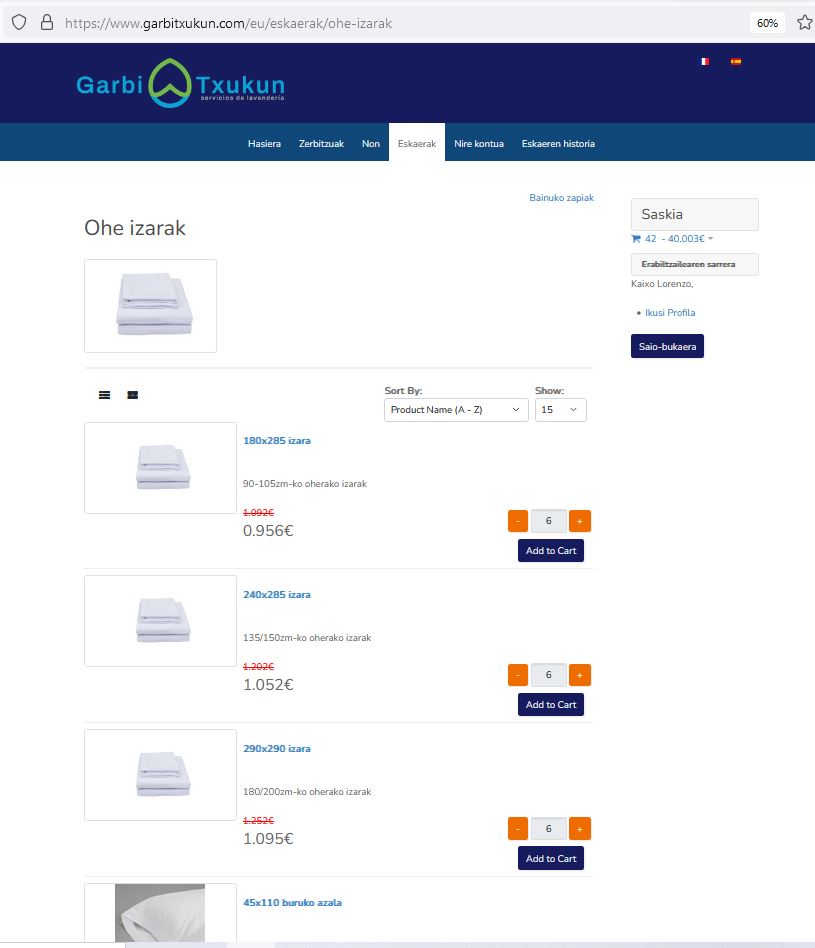 https://www.garbitxukun.com/eu/eskaerak/ohe-izarak
60%
Garbi Txukun
servicios de lavandería
Hasiera
Zerbitzuak
Non
Eskaerak
Nire kontua
Eskaeren historia
Bainuko zapiak
Ohe izarak
Saskia
42 - 40.003€
Erabiltzailearen sarrera
Kaixo Lorenzo,
Ikusi Profila
Saio-bukaera
Sort By:
Product Name (A - Z)
Show:
15
180x285 izara
90-105zm-ko oherako izarak
1.092€
0.956€
- 6 +
Add to Cart
240x285 izara
135/150zm-ko oherako izarak
1.202€
1.052€
- 6 +
Add to Cart
290x290 izara
180/200zm-ko oherako izarak
1.252€
1.095€
- 6 +
Add to Cart
45x110 buruko azala